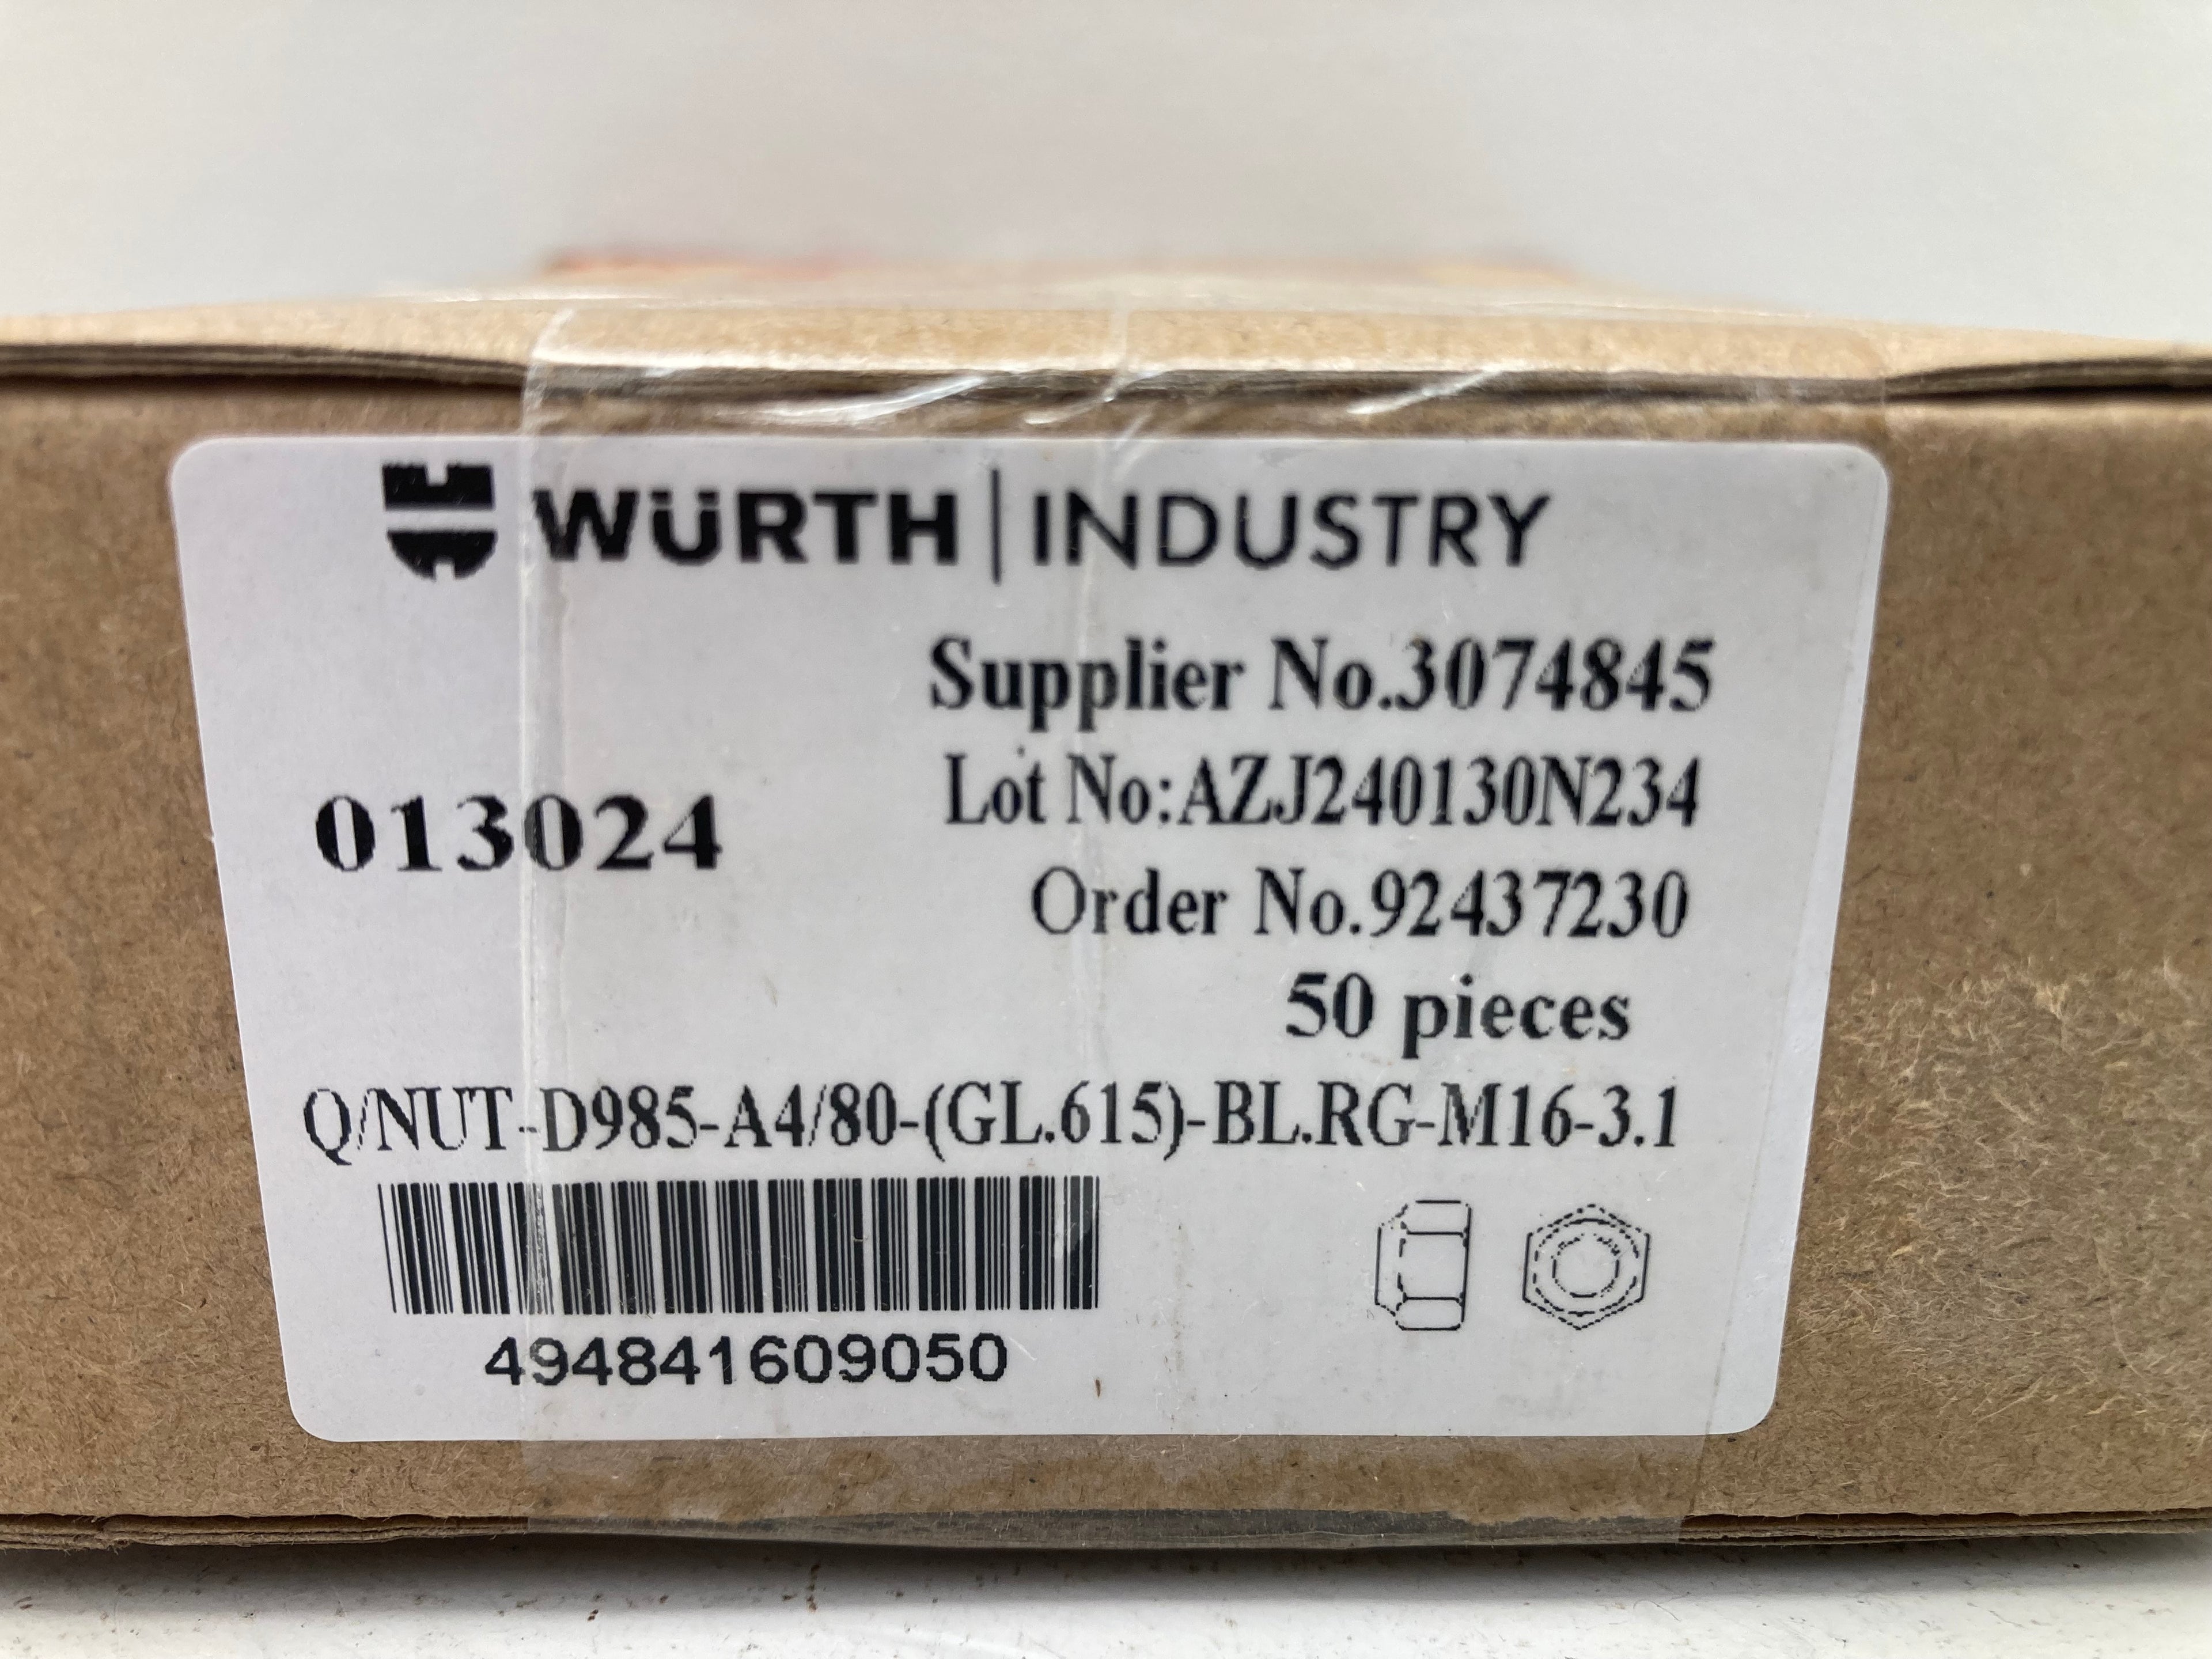 WÜRTH | INDUSTRY
Supplier No.3074845
Lot No:AZJ240130N234
013024
Order No.92437230
50 pieces
Q/NUT-D985-A4/80-(GL.615)-BL.RG-M16-3.1
494841609050